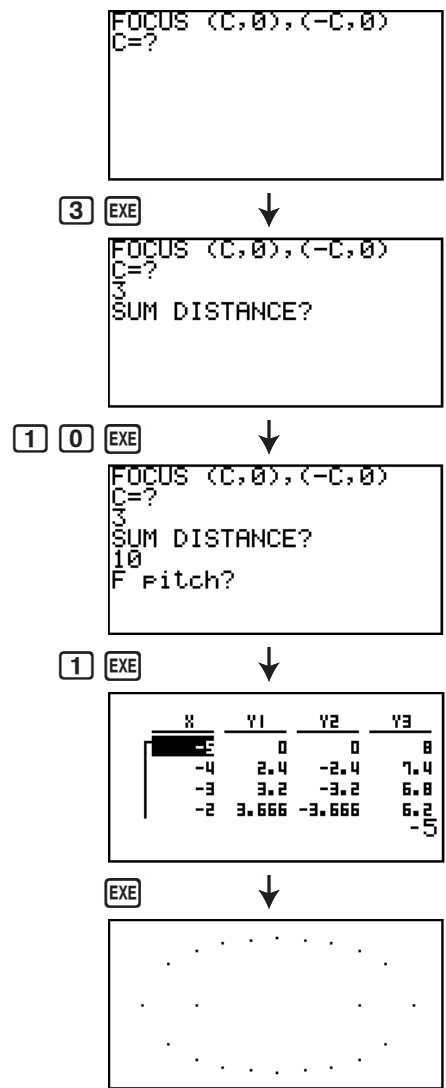 FOCUS (C,0),(-C,0)
C=?
3 EXE
FOCUS (C,0),(-C,0)
C=?
3
SUM DISTANCE?
1 0 EXE
FOCUS (C,0),(-C,0)
C=?
3
SUM DISTANCE?
10
F pitch?
1 EXE
X Y1 Y2 Y3
-5 0 0 8
-4 2.4 -2.4 7.4
-3 3.2 -3.2 6.8
-2 3.666 -3.666 6.2
-5
EXE